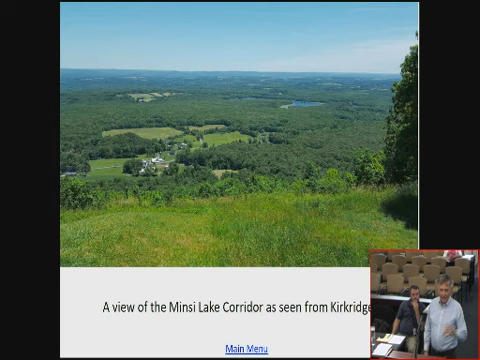 A view of the Minsi Lake Corridor as seen from Kirkridge
Main Menu